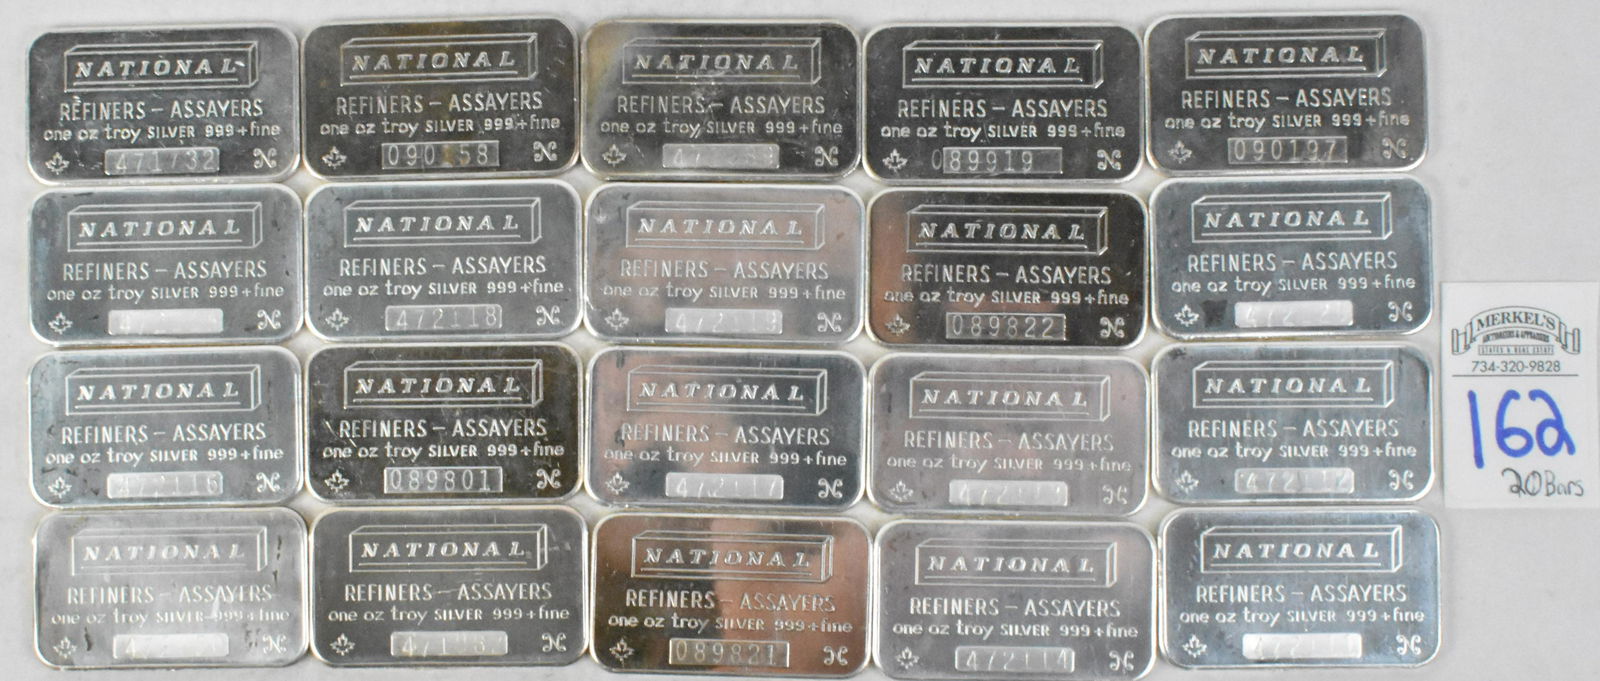 NATIONAL
REFINERS – ASSAYERS
one oz troy SILVER 999+fine
471732
NATIONAL
REFINERS – ASSAYERS
one oz troy SILVER 999+fine
NATIONAL
REFINERS – ASSAYERS
one oz troy SILVER 999+fine
NATIONAL
REFINERS – ASSAYERS
one oz troy SILVER 999+fine
089919
NATIONAL
REFINERS – ASSAYERS
one oz troy SILVER 999+fine
090197
NATIONAL
REFINERS – ASSAYERS
one oz troy SILVER 999+fine
NATIONAL
REFINERS – ASSAYERS
one oz troy SILVER 999+fine
472118
NATIONAL
REFINERS – ASSAYERS
one oz troy SILVER 999+fine
NATIONAL
REFINERS – ASSAYERS
one oz troy SILVER 999+fine
089822
NATIONAL
REFINERS – ASSAYERS
one oz troy SILVER 999+fine
NATIONAL
REFINERS – ASSAYERS
one oz troy SILVER 999+fine
472116
NATIONAL
REFINERS – ASSAYERS
one oz troy SILVER 999+fine
089801
NATIONAL
REFINERS – ASSAYERS
one oz troy SILVER 999+fine
472117
NATIONAL
REFINERS – ASSAYERS
one oz troy SILVER 999+fine
NATIONAL
REFINERS – ASSAYERS
one oz troy SILVER 999+fine
472112
NATIONAL
REFINERS – ASSAYERS
one oz troy SILVER 999+fine
NATIONAL
REFINERS – ASSAYERS
one oz troy SILVER 999+fine
NATIONAL
REFINERS – ASSAYERS
one oz troy SILVER 999+fine
089821
NATIONAL
REFINERS – ASSAYERS
one oz troy SILVER 999+fine
472114
NATIONAL
REFINERS – ASSAYERS
one oz troy SILVER 999+fine
MERKEL'S
AUCTIONEERS & APPRAISERS
ESTATES & REAL ESTATE
734-320-9828
162
20 Bars